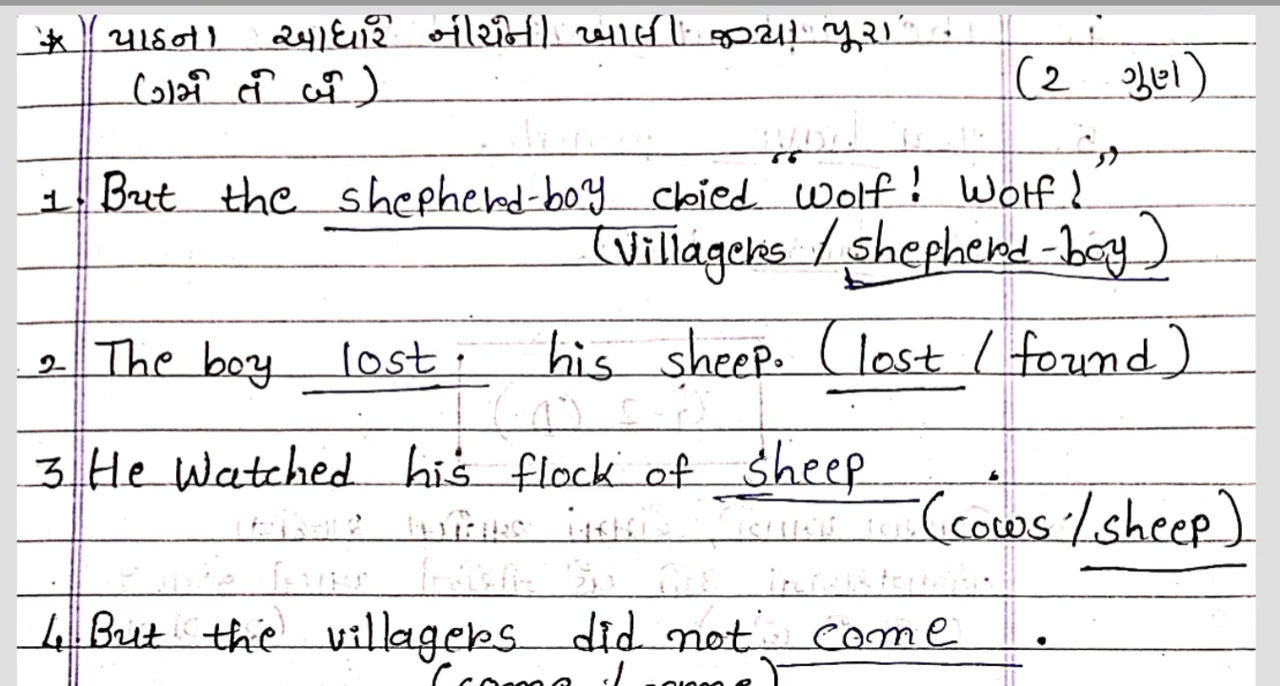 * પાઠના આધારે નીચેની ખાલી જગ્યા પૂરો.
(ગમે તે બે) (2 ગુણ)
1. But the shepherd-boy cried "Wolf! Wolf!"
(Villagers / shepherd-boy)
2 The boy lost. his sheep. (lost / found)
3 He Watched his flock of sheep .
(cows / sheep)
4. But the villagers did not come .